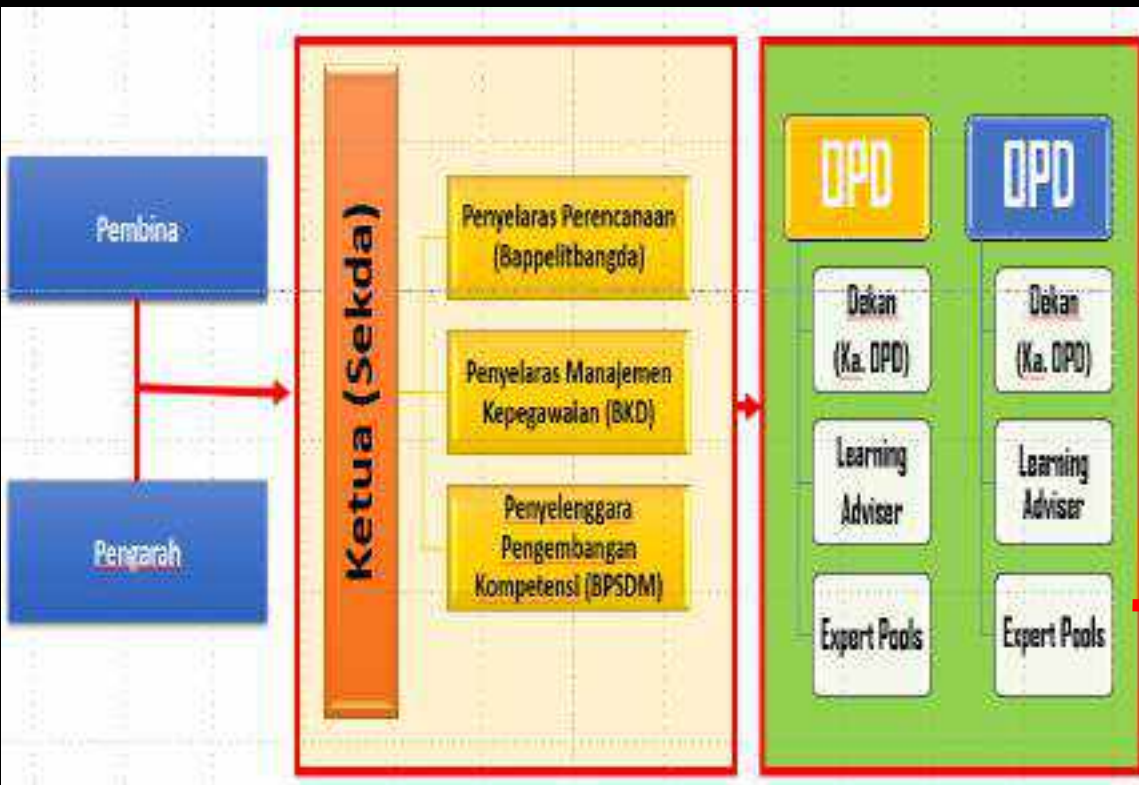 Pembina
Pengarah
Ketua (Sekda)
Penyelaras Perencanaan
(Bappelitbangda)
Penyelaras Manajemen
Kepegawaian (BKD)
Penyelenggara
Pengembangan
Kompetensi (BPSDM)
OPD
Dekan
(Ka. OPD)
Learning
Adviser
Expert Pools
OPD
Dekan
(Ka. OPD)
Learning
Adviser
Expert Pools